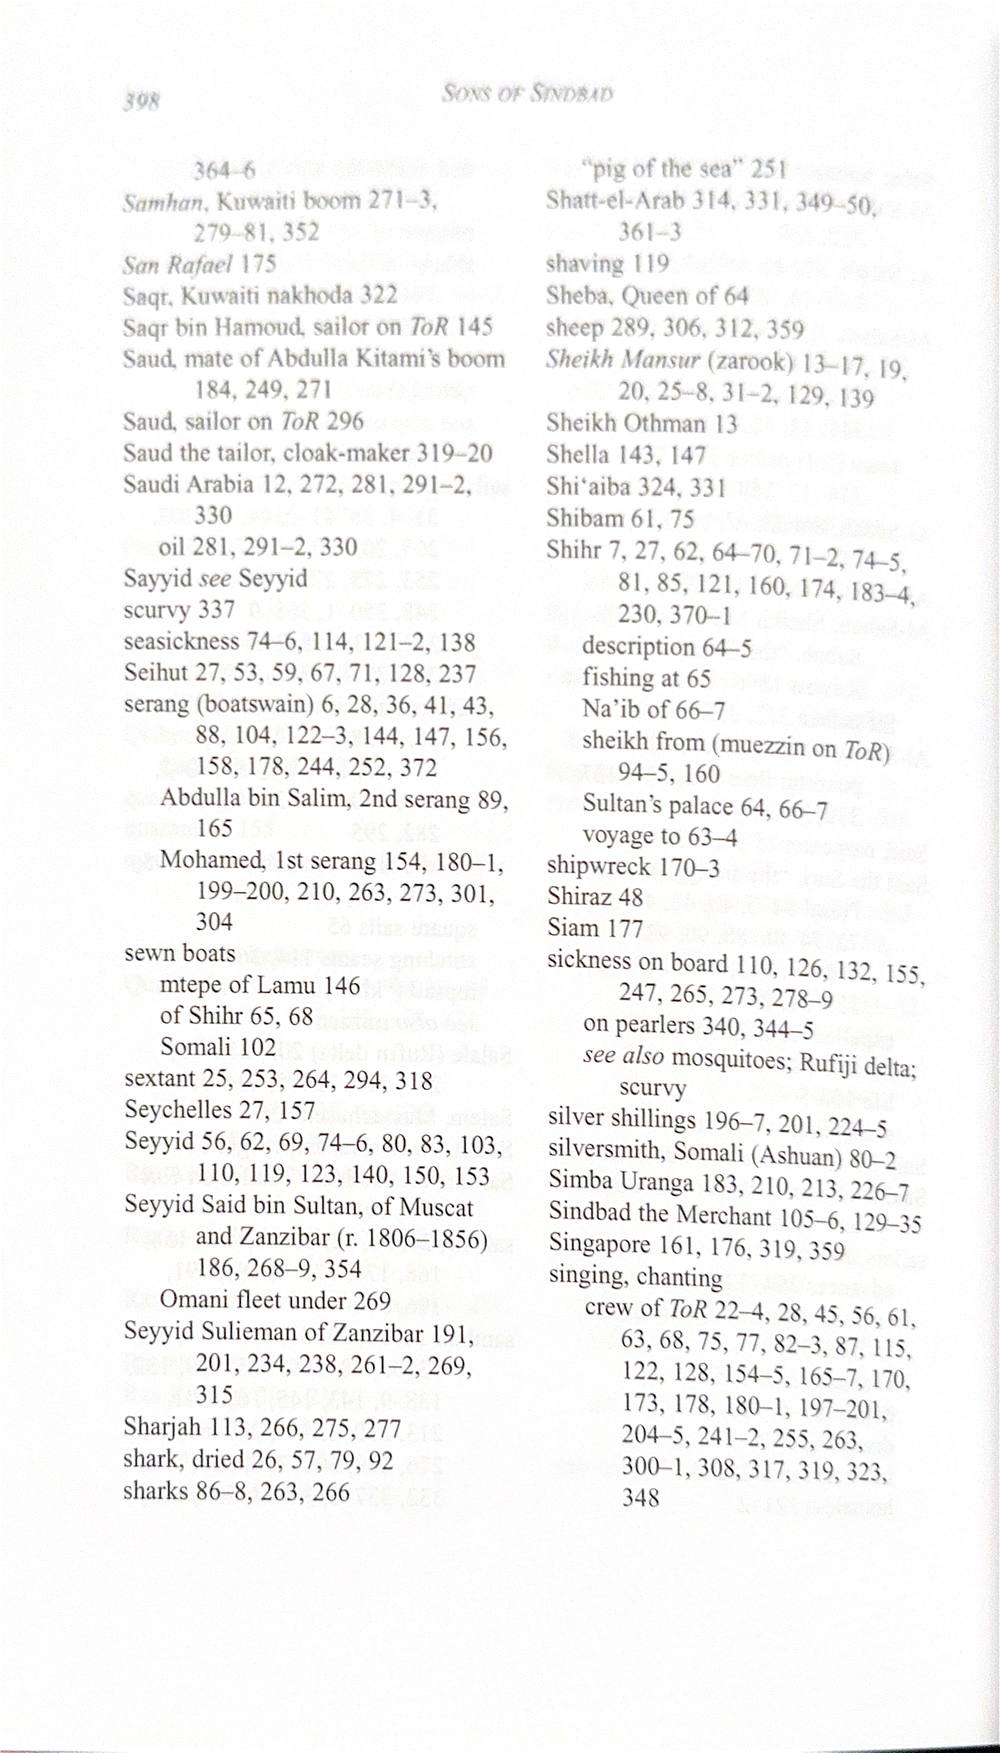 398
SONS OF SINDBAD
364–6
Samhan, Kuwaiti boom 271–3,
279–81, 352
San Rafael 175
Saqr, Kuwaiti nakhoda 322
Saqr bin Hamoud, sailor on ToR 145
Saud, mate of Abdulla Kitami's boom
184, 249, 271
Saud, sailor on ToR 296
Saud the tailor, cloak-maker 319–20
Saudi Arabia 12, 272, 281, 291–2,
330
oil 281, 291–2, 330
Sayyid see Seyyid
scurvy 337
seasickness 74–6, 114, 121–2, 138
Seihut 27, 53, 59, 67, 71, 128, 237
serang (boatswain) 6, 28, 36, 41, 43,
88, 104, 122–3, 144, 147, 156,
158, 178, 244, 252, 372
Abdulla bin Salim, 2nd serang 89,
165
Mohamed, 1st serang 154, 180–1,
199–200, 210, 263, 273, 301,
304
sewn boats
mtepe of Lamu 146
of Shihr 65, 68
Somali 102
sextant 25, 253, 264, 294, 318
Seychelles 27, 157
Seyyid 56, 62, 69, 74–6, 80, 83, 103,
110, 119, 123, 140, 150, 153
Seyyid Said bin Sultan, of Muscat
and Zanzibar (r. 1806–1856)
186, 268–9, 354
Omani fleet under 269
Seyyid Sulieman of Zanzibar 191,
201, 234, 238, 261–2, 269,
315
Sharjah 113, 266, 275, 277
shark, dried 26, 57, 79, 92
sharks 86–8, 263, 266
"pig of the sea" 251
Shatt-el-Arab 314, 331, 349–50,
361–3
shaving 119
Sheba, Queen of 64
sheep 289, 306, 312, 359
Sheikh Mansur (zarook) 13–17, 19,
20, 25–8, 31–2, 129, 139
Sheikh Othman 13
Shella 143, 147
Shi‘aiba 324, 331
Shibam 61, 75
Shihr 7, 27, 62, 64–70, 71–2, 74–5,
81, 85, 121, 160, 174, 183–4,
230, 370–1
description 64–5
fishing at 65
Na’ib of 66–7
sheikh from (muezzin on ToR)
94–5, 160
Sultan’s palace 64, 66–7
voyage to 63–4
shipwreck 170–3
Shiraz 48
Siam 177
sickness on board 110, 126, 132, 155,
247, 265, 273, 278–9
on pearlers 340, 344–5
see also mosquitoes; Rufiji delta;
scurvy
silver shillings 196–7, 201, 224–5
silversmith, Somali (Ashuan) 80–2
Simba Uranga 183, 210, 213, 226–7
Sindbad the Merchant 105–6, 129–35
Singapore 161, 176, 319, 359
singing, chanting
crew of ToR 22–4, 28, 45, 56, 61,
63, 68, 75, 77, 82–3, 87, 115,
122, 128, 154–5, 165–7, 170,
173, 178, 180–1, 197–201,
204–5, 241–2, 255, 263,
300–1, 308, 317, 319, 323,
348